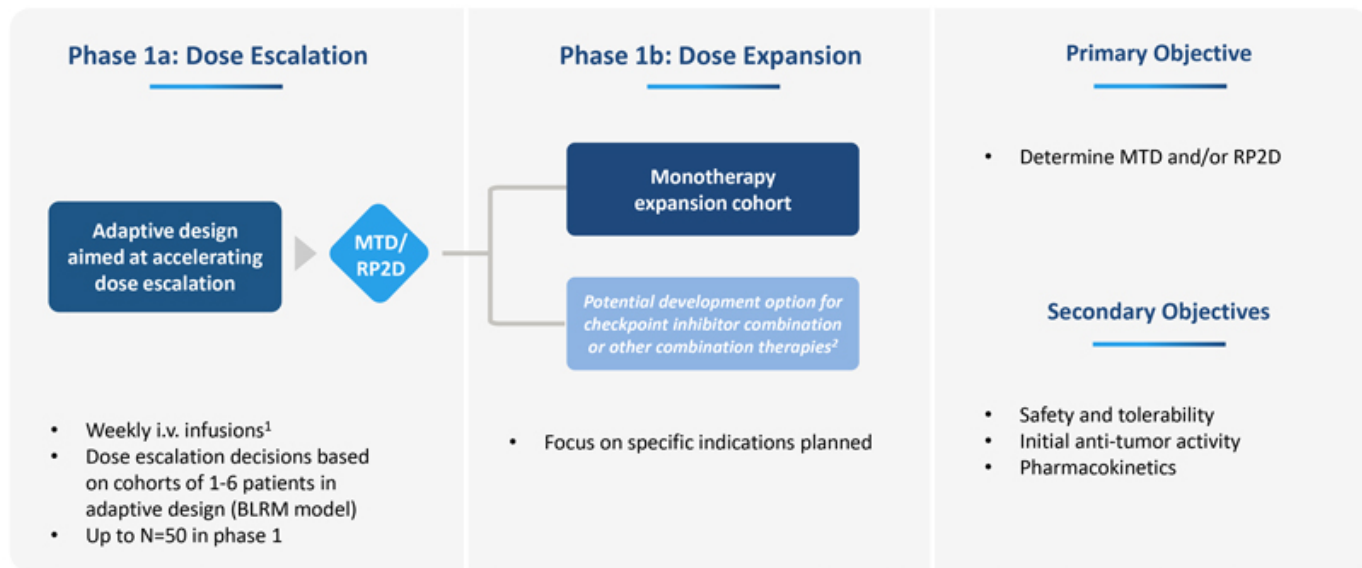 Phase 1a: Dose Escalation
Adaptive design
aimed at accelerating
dose escalation
MTD/
RP2D
• Weekly i.v. infusions¹
• Dose escalation decisions based
on cohorts of 1-6 patients in
adaptive design (BLRM model)
• Up to N=50 in phase 1
Phase 1b: Dose Expansion
Monotherapy
expansion cohort
Potential development option for
checkpoint inhibitor combination
or other combination therapies²
• Focus on specific indications planned
Primary Objective
• Determine MTD and/or RP2D
Secondary Objectives
• Safety and tolerability
• Initial anti-tumor activity
• Pharmacokinetics